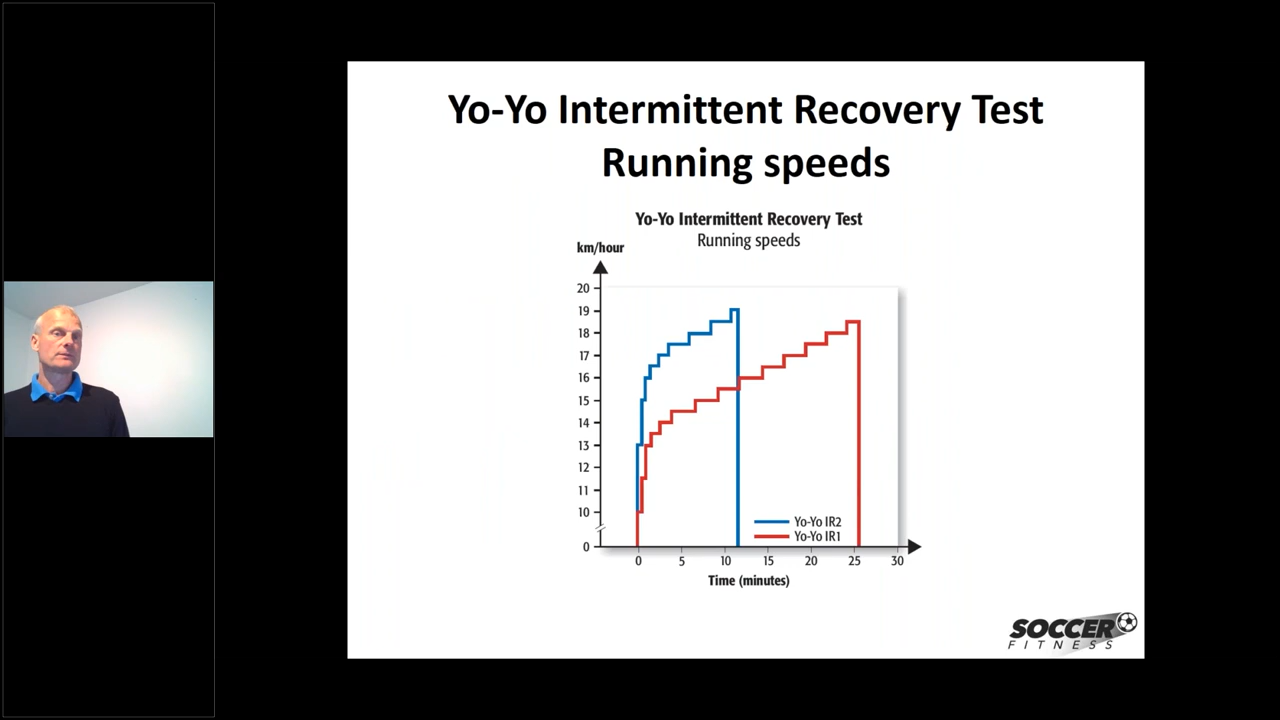 Yo-Yo Intermittent Recovery Test
Running speeds
Yo-Yo Intermittent Recovery Test
Running speeds
km/hour
20
19
18
17
16
15
14
13
12
11
10
0
Yo-Yo IR2
Yo-Yo IR1
0 5 10 15 20 25 30
Time (minutes)
SOCCER
FITNESS